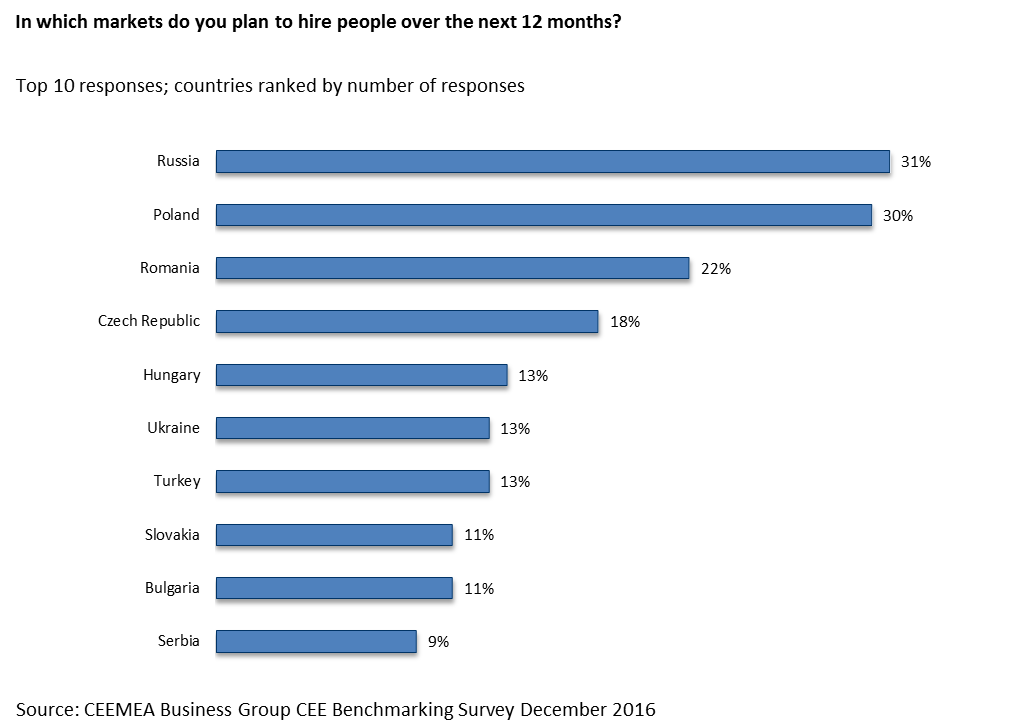 In which markets do you plan to hire people over the next 12 months?
Top 10 responses; countries ranked by number of responses
Russia 31%
Poland 30%
Romania 22%
Czech Republic 18%
Hungary 13%
Ukraine 13%
Turkey 13%
Slovakia 11%
Bulgaria 11%
Serbia 9%
Source: CEEMEA Business Group CEE Benchmarking Survey December 2016